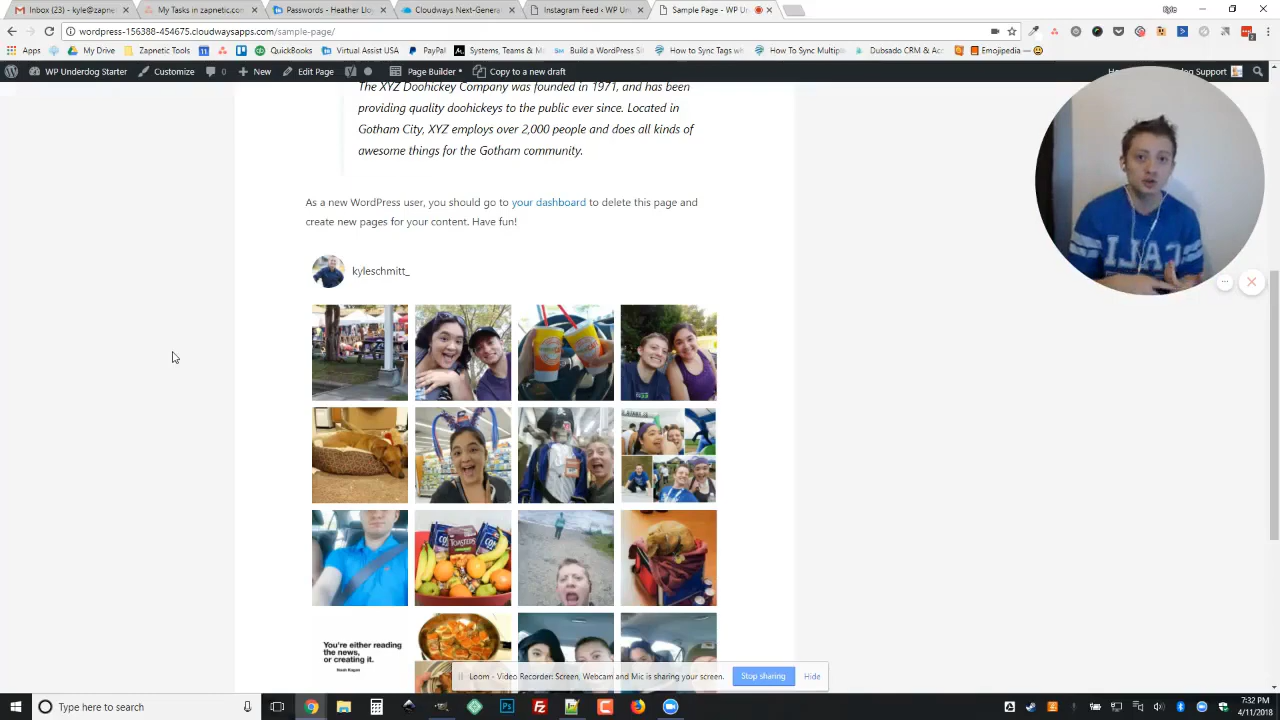 Inbox (23) - kyle@zapne
My Tasks in zapnetic.com
Passwords - Heather Llo
Cloudways Next-Genera
Instagram Feed ‹ WP Un
Sample Page - WP U
Kyle
wordpress-156388-454675.cloudwaysapps.com/sample-page/
Apps
My Drive
Zapnetic Tools
QuickBooks
Virtual Assist USA
PayPal
Systems, Teams & M
Build a WordPress Si
How to Sync Tags wh
How To Sync Multipl
Dubsado CRM & Ac
Emojipedia —
WP Underdog Starter
Customize
0
New
Edit Page
Page Builder
Copy to a new draft
Support
The XYZ Doohickey Company was founded in 1971, and has been
providing quality doohickeys to the public ever since. Located in
Gotham City, XYZ employs over 2,000 people and does all kinds of
awesome things for the Gotham community.
As a new WordPress user, you should go to your dashboard to delete this page and
create new pages for your content. Have fun!
kyleschmitt_
You're either reading
the news,
or creating it.
Noah Kagan
Loom - Video Recorder: Screen, Webcam and Mic is sharing your screen.
Stop sharing
Hide
Type here to search
7:32 PM
4/11/2018